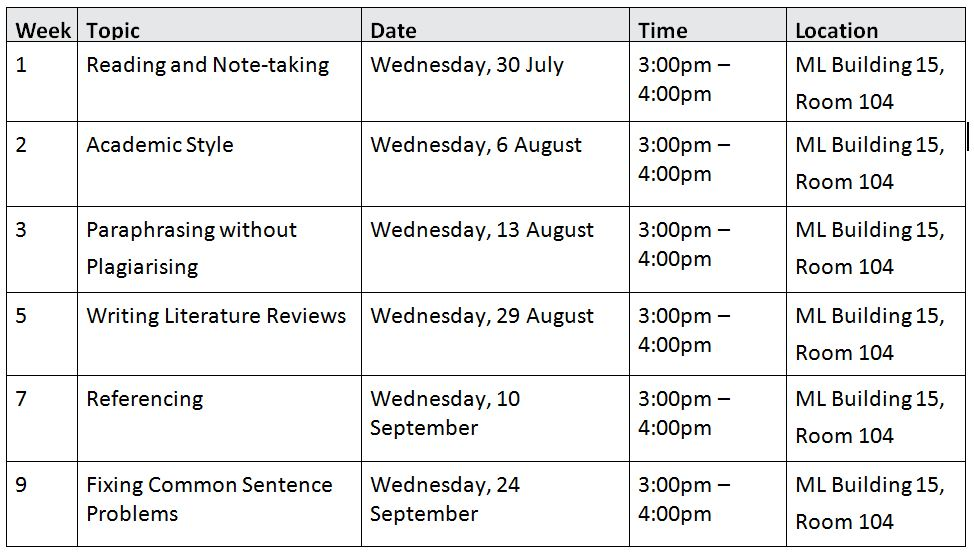 Week Topic Date Time Location
1 Reading and Note-taking Wednesday, 30 July 3:00pm – ML Building 15,
4:00pm Room 104
2 Academic Style Wednesday, 6 August 3:00pm – ML Building 15,
4:00pm Room 104
3 Paraphrasing without Wednesday, 13 August 3:00pm – ML Building 15,
Plagiarising 4:00pm Room 104
5 Writing Literature Reviews Wednesday, 29 August 3:00pm – ML Building 15,
4:00pm Room 104
7 Referencing Wednesday, 10 3:00pm – ML Building 15,
September 4:00pm Room 104
9 Fixing Common Sentence Wednesday, 24 3:00pm – ML Building 15,
Problems September 4:00pm Room 104